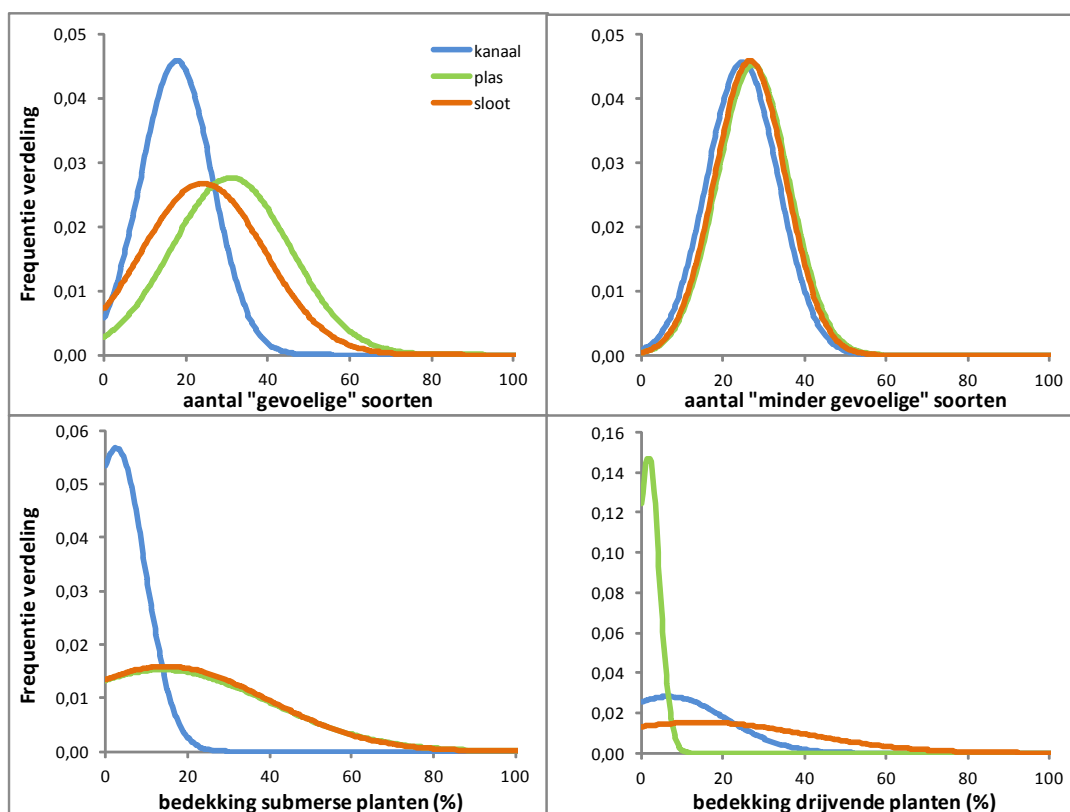 0,05
0,04
0,03
0,02
0,01
0,00
Frequentie verdeling
kanaal
plas
sloot
0 20 40 60 80 100
aantal "gevoelige" soorten
0,05
0,04
0,03
0,02
0,01
0,00
0 20 40 60 80 100
aantal "minder gevoelige" soorten
0,06
0,05
0,04
0,03
0,02
0,01
0,00
Frequentie verdeling
0 20 40 60 80 100
bedekking submerse planten (%)
0,16
0,14
0,12
0,10
0,08
0,06
0,04
0,02
0,00
0 20 40 60 80 100
bedekking drijvende planten (%)